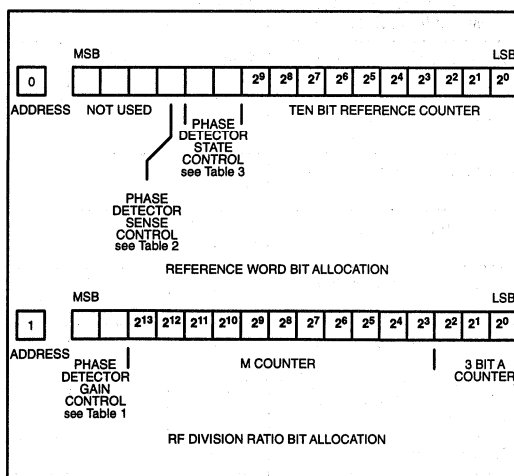 MSB LSB
0 2⁹ 2⁸ 2⁷ 2⁶ 2⁵ 2⁴ 2³ 2² 2¹ 2⁰
ADDRESS NOT USED TEN BIT REFERENCE COUNTER
PHASE
DETECTOR
STATE
CONTROL
see Table 3
PHASE
DETECTOR
SENSE
CONTROL
see Table 2
REFERENCE WORD BIT ALLOCATION
MSB LSB
1 2¹³ 2¹² 2¹¹ 2¹⁰ 2⁹ 2⁸ 2⁷ 2⁶ 2⁵ 2⁴ 2³ 2² 2¹ 2⁰
ADDRESS
PHASE
DETECTOR
GAIN
CONTROL
see Table 1
M COUNTER
3 BIT A
COUNTER
RF DIVISION RATIO BIT ALLOCATION